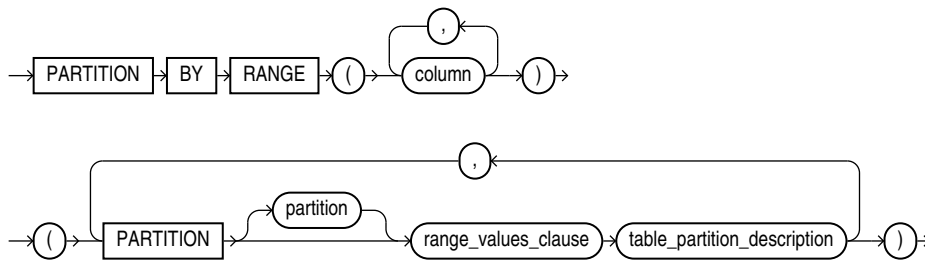 ,
PARTITION BY RANGE ( column )
,
partition
( PARTITION range_values_clause table_partition_description )